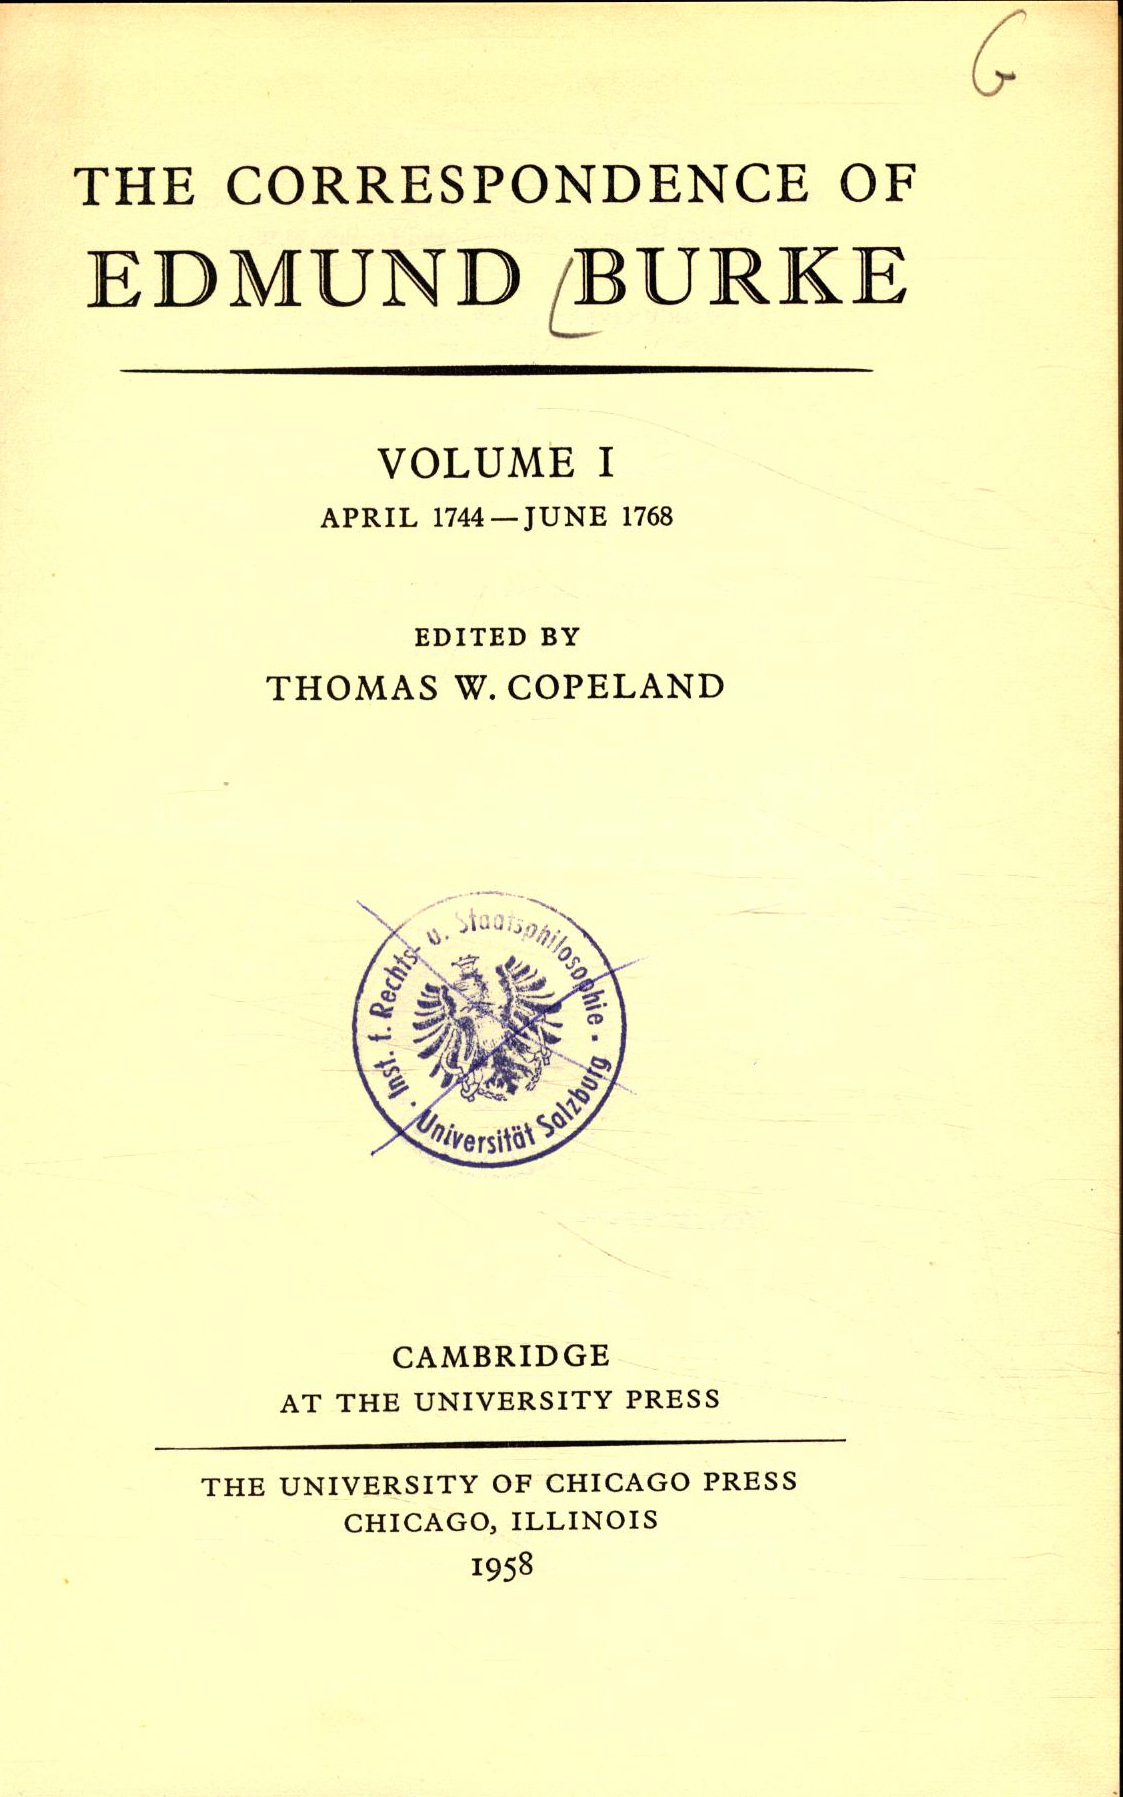 G
THE CORRESPONDENCE OF
EDMUND BURKE
VOLUME I
APRIL 1744—JUNE 1768
EDITED BY
THOMAS W. COPELAND
Inst. f. Rechts- u. Staatsphilosophie · Universität Salzburg ·
CAMBRIDGE
AT THE UNIVERSITY PRESS
THE UNIVERSITY OF CHICAGO PRESS
CHICAGO, ILLINOIS
1958